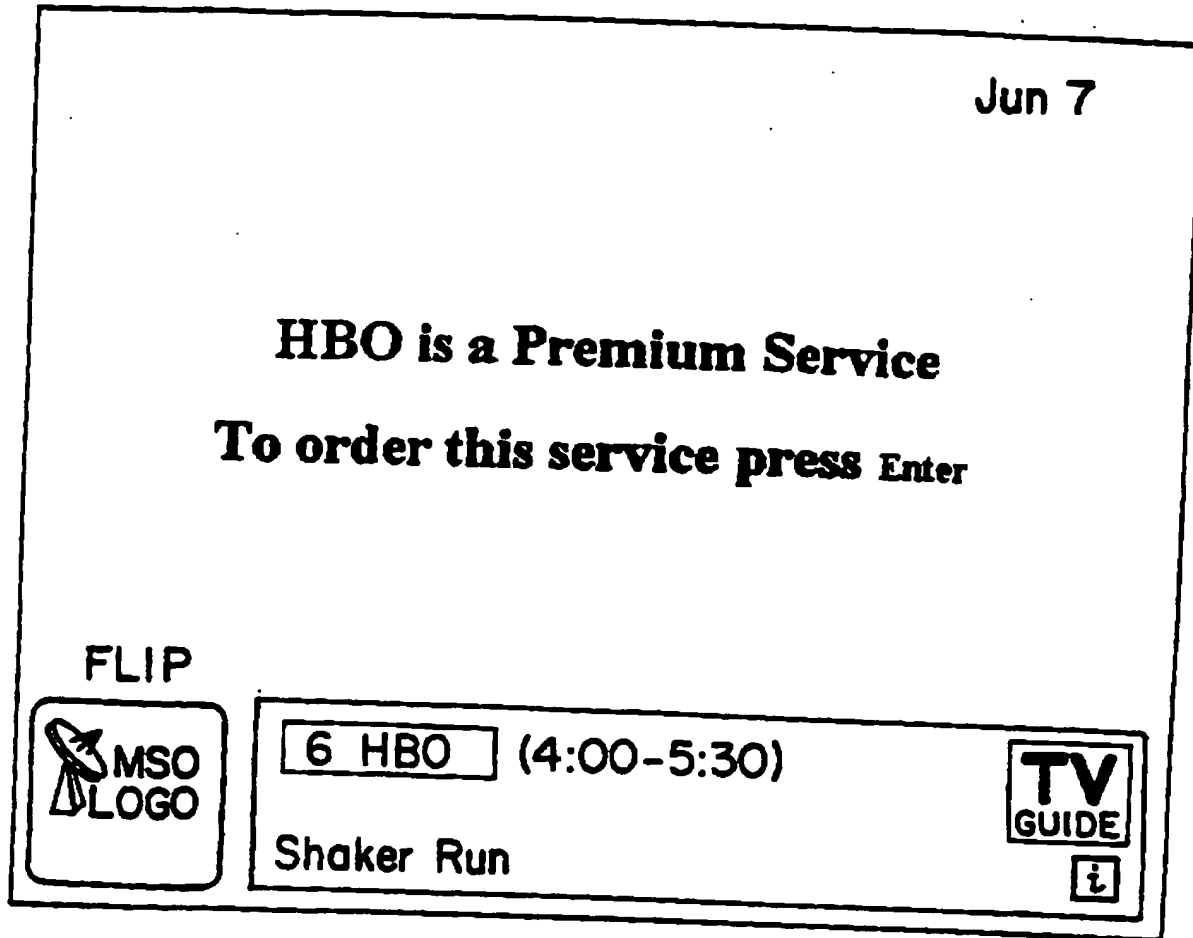 Jun 7
HBO is a Premium Service
To order this service press Enter
FLIP
MSO
LOGO
6 HBO (4:00-5:30)
TV
GUIDE
Shaker Run
i